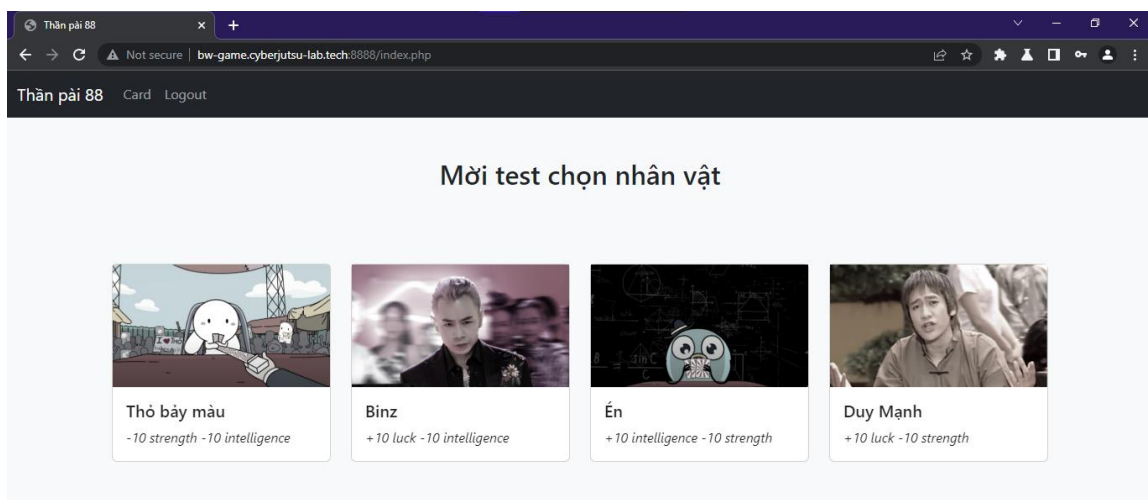 Thần pài 88
Not secure bw-game.cyberjutsu-lab.tech:8888/index.php
Thần pài 88 Card Logout
Mời test chọn nhân vật
I ♥ THỎ
sin C
C
Thỏ bảy màu Binz Én Duy Mạnh
-10 strength -10 intelligence +10 luck -10 intelligence +10 intelligence -10 strength +10 luck -10 strength